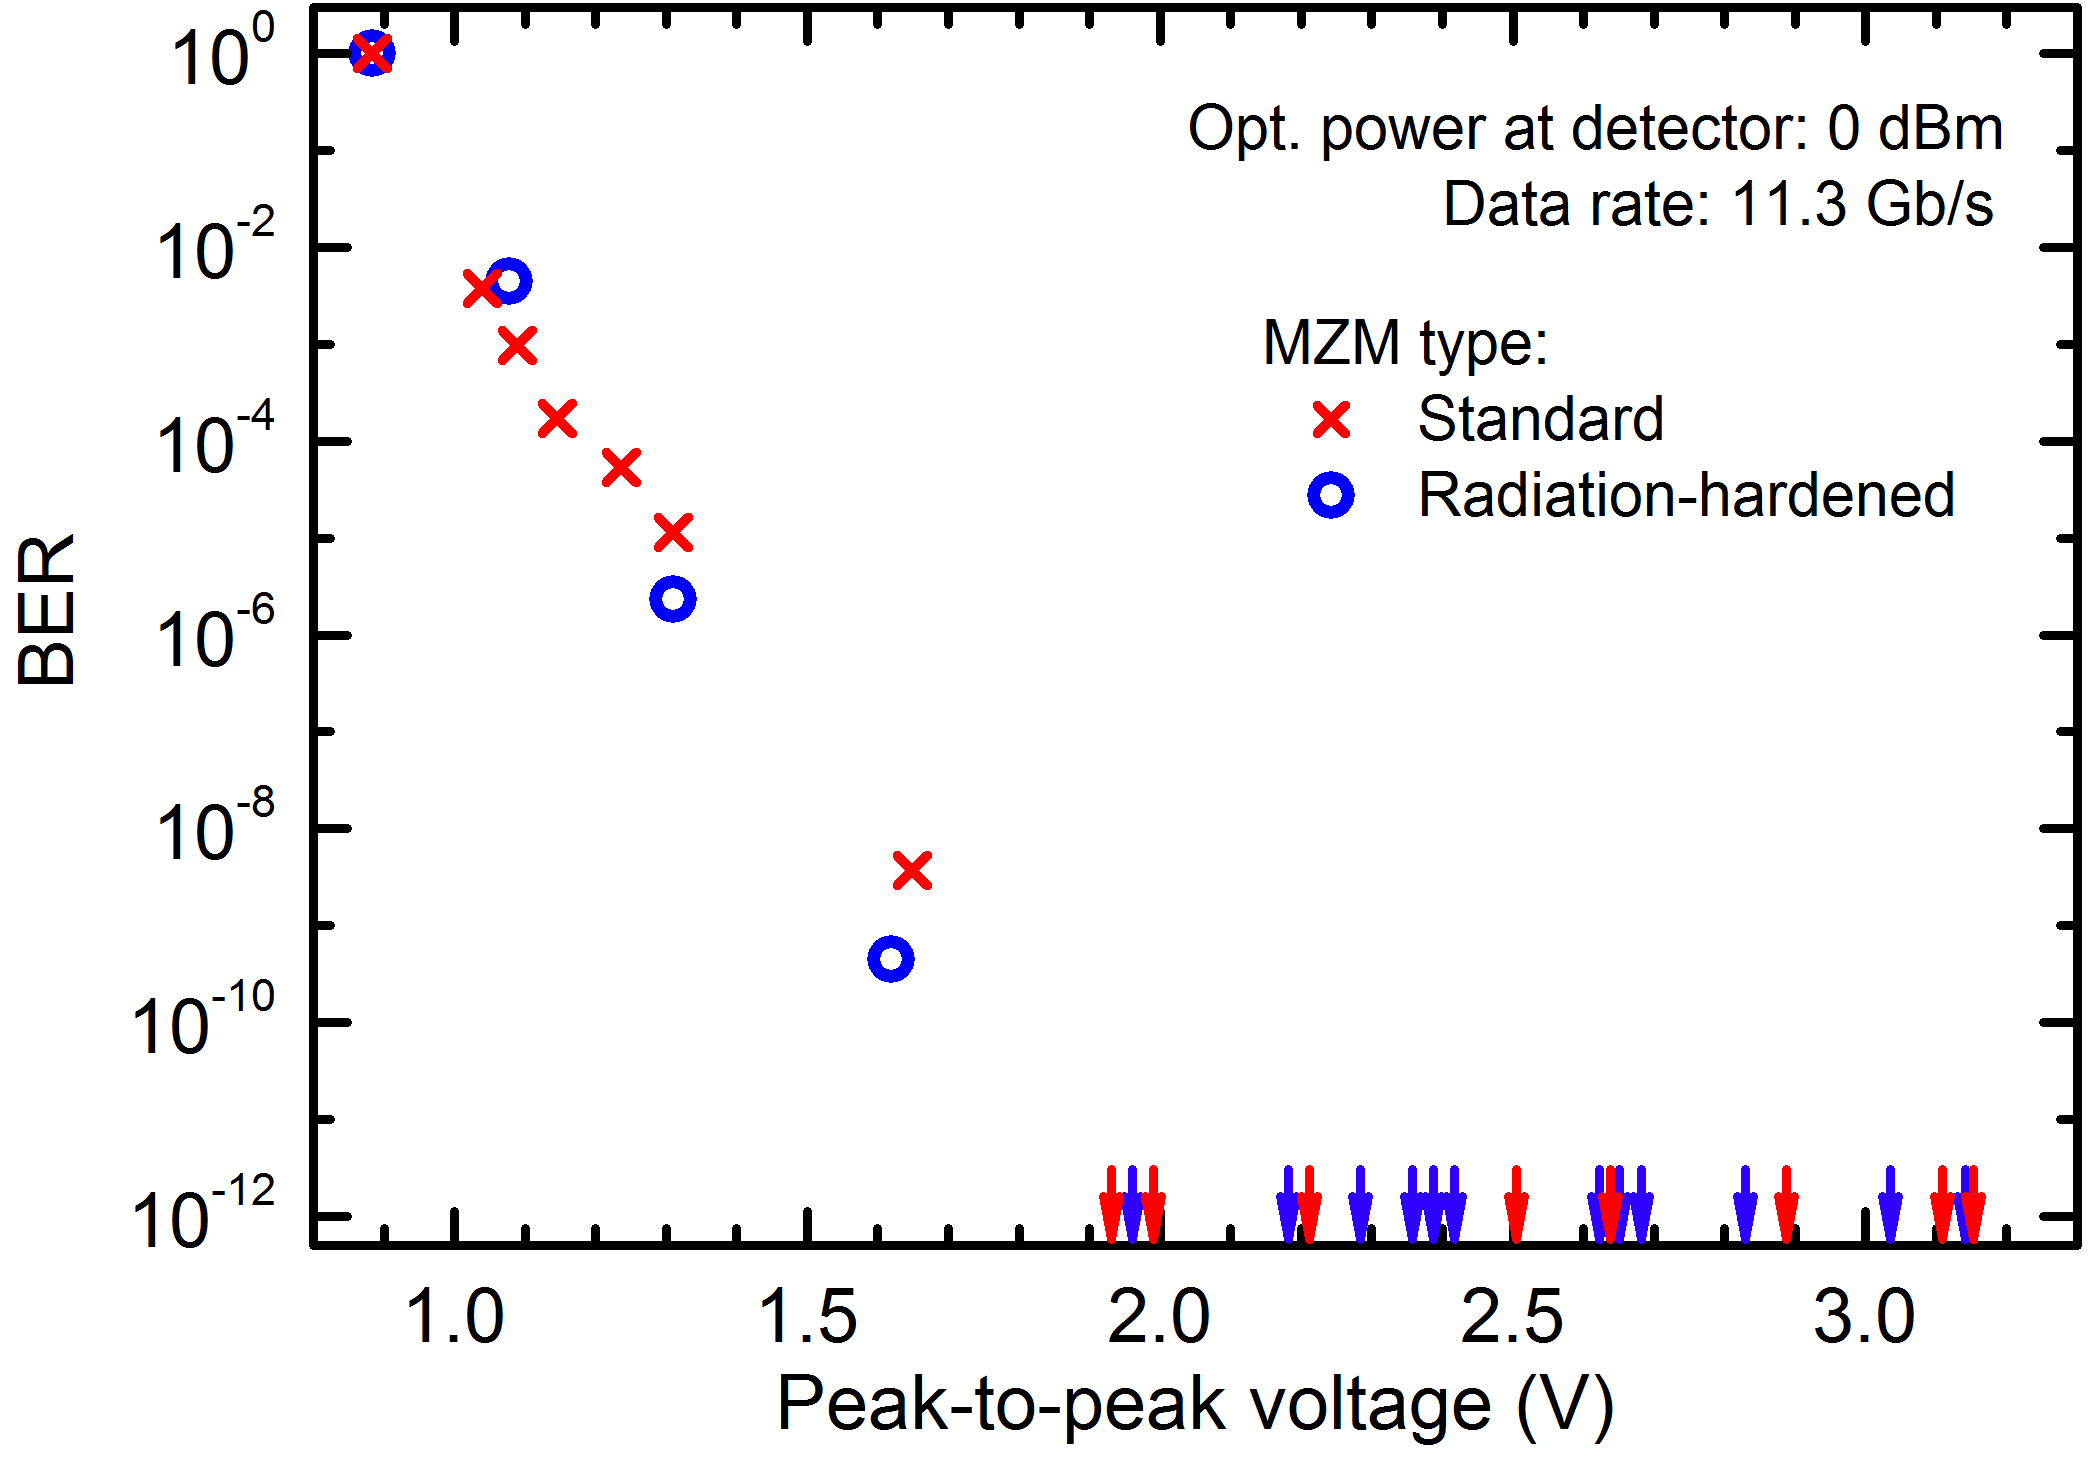 10^0
10^-2
10^-4
10^-6
10^-8
10^-10
10^-12
BER
Opt. power at detector: 0 dBm
Data rate: 11.3 Gb/s
MZM type:
Standard
Radiation-hardened
1.0 1.5 2.0 2.5 3.0
Peak-to-peak voltage (V)